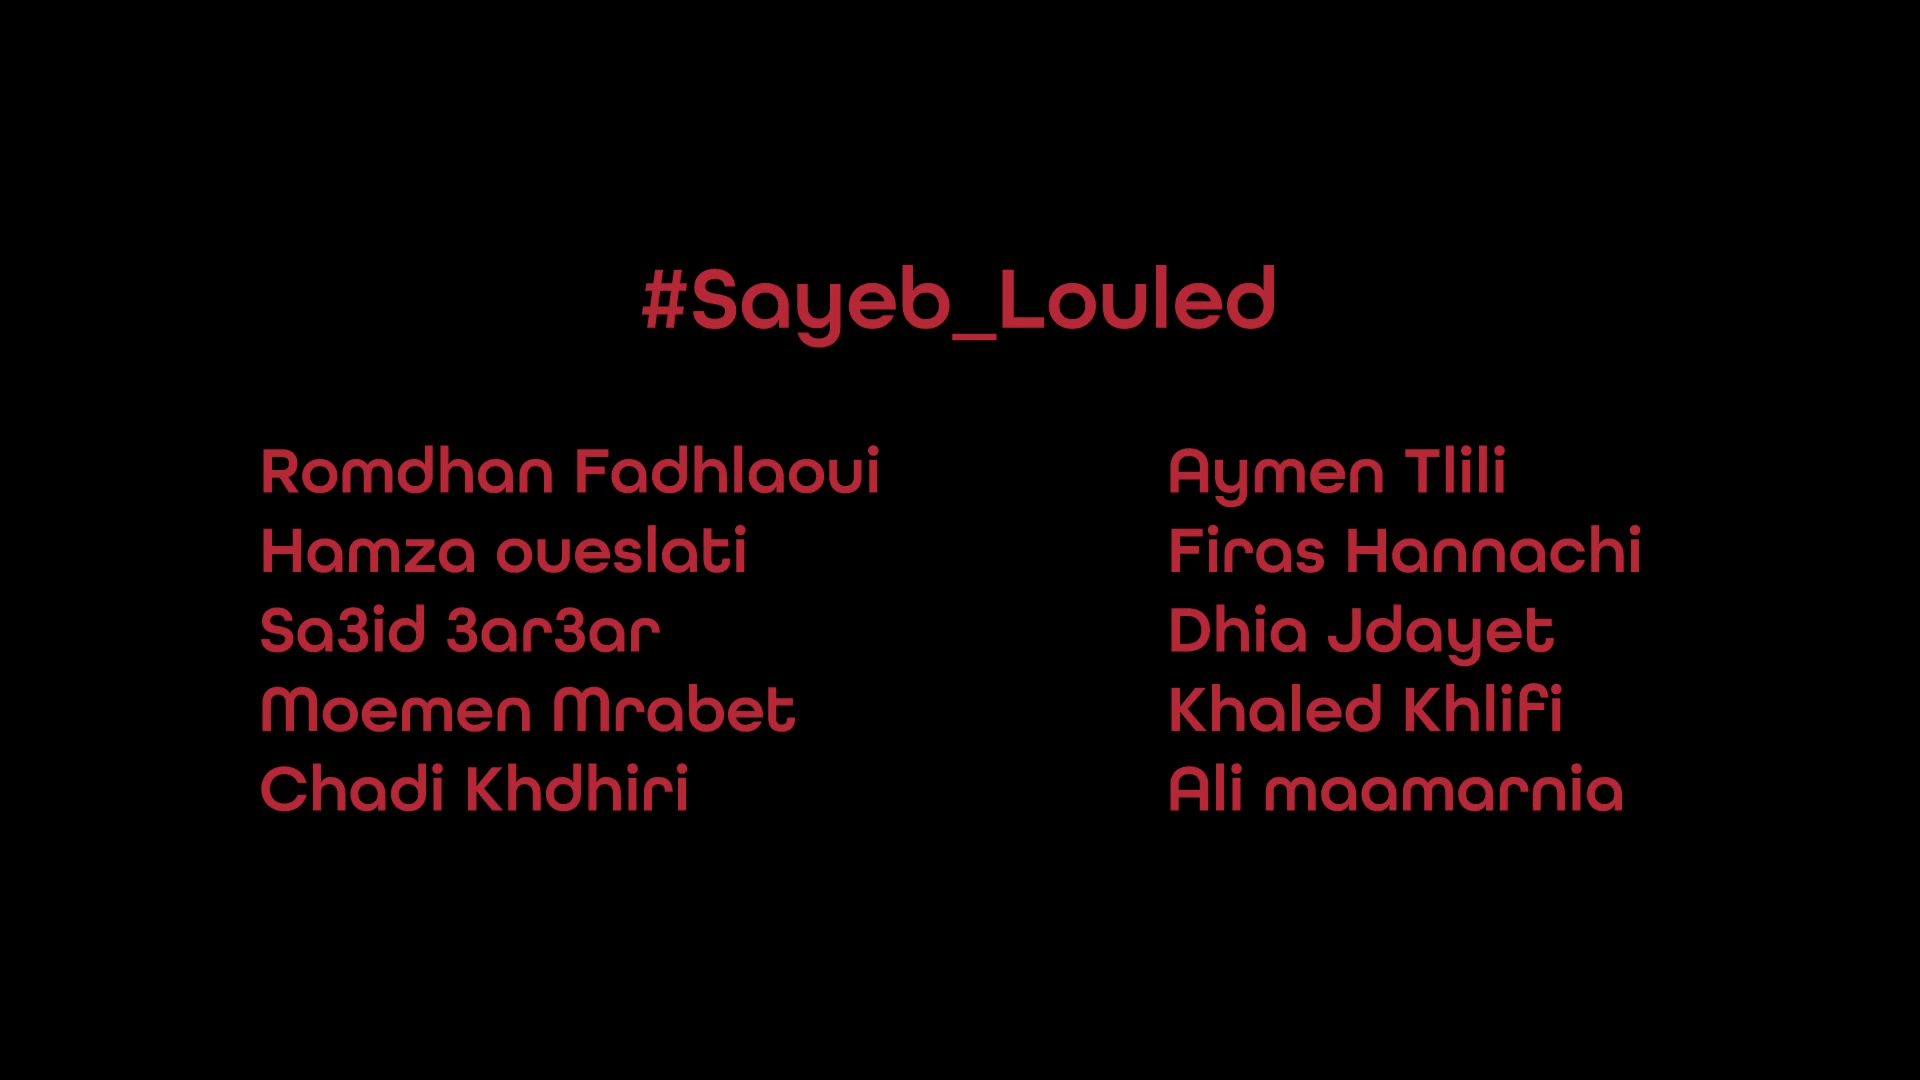 #Sayeb_Louled
Romdhan Fadhlaoui
Hamza oueslati
Sa3id 3ar3ar
Moemen Mrabet
Chadi Khdhiri
Aymen Tlili
Firas Hannachi
Dhia Jdayet
Khaled Khlifi
Ali maamarnia